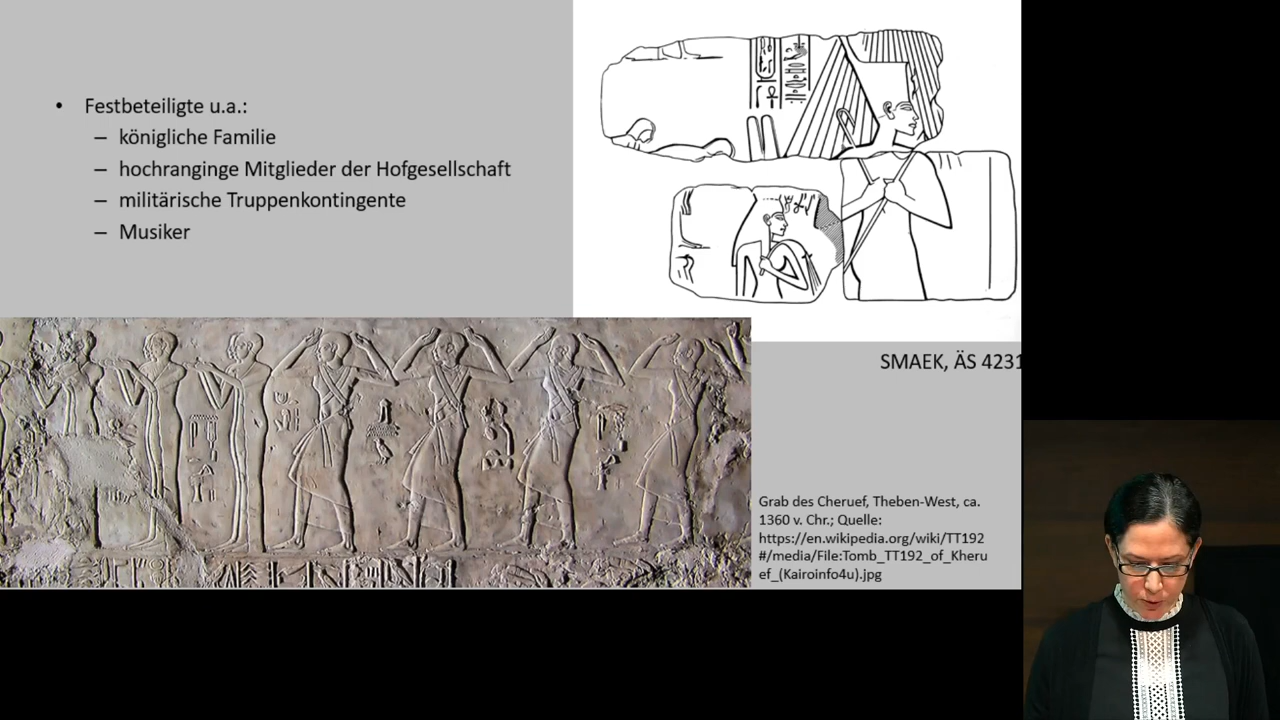 • Festbeteiligte u.a.:
– königliche Familie
– hochranginge Mitglieder der Hofgesellschaft
– militärische Truppenkontingente
– Musiker
SMAEK, ÄS 4231
Grab des Cheruef, Theben-West, ca.
1360 v. Chr.; Quelle:
https://en.wikipedia.org/wiki/TT192
#/media/File:Tomb_TT192_of_Kheru
ef_(Kairoinfo4u).jpg